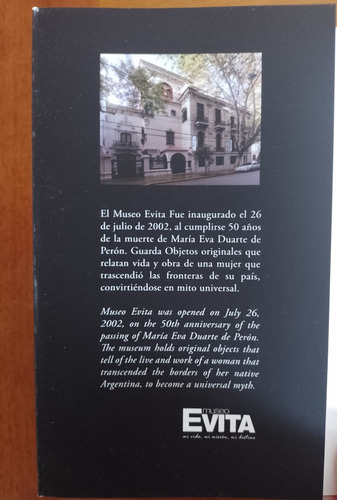 El Museo Evita Fue inaugurado el 26
de julio de 2002, al cumplirse 50 años
de la muerte de María Eva Duarte de
Perón. Guarda Objetos originales que
relatan vida y obra de una mujer que
trascendió las fronteras de su país,
convirtiéndose en mito universal.
Museo Evita was opened on July 26,
2002, on the 50th anniversary of the
passing of María Eva Duarte de Perón.
The museum holds original objects that
tell of the live and work of a woman that
transcended the borders of her native
Argentina, to become a universal myth.
museo
EVITA
mi vida, mi misión, mi destino